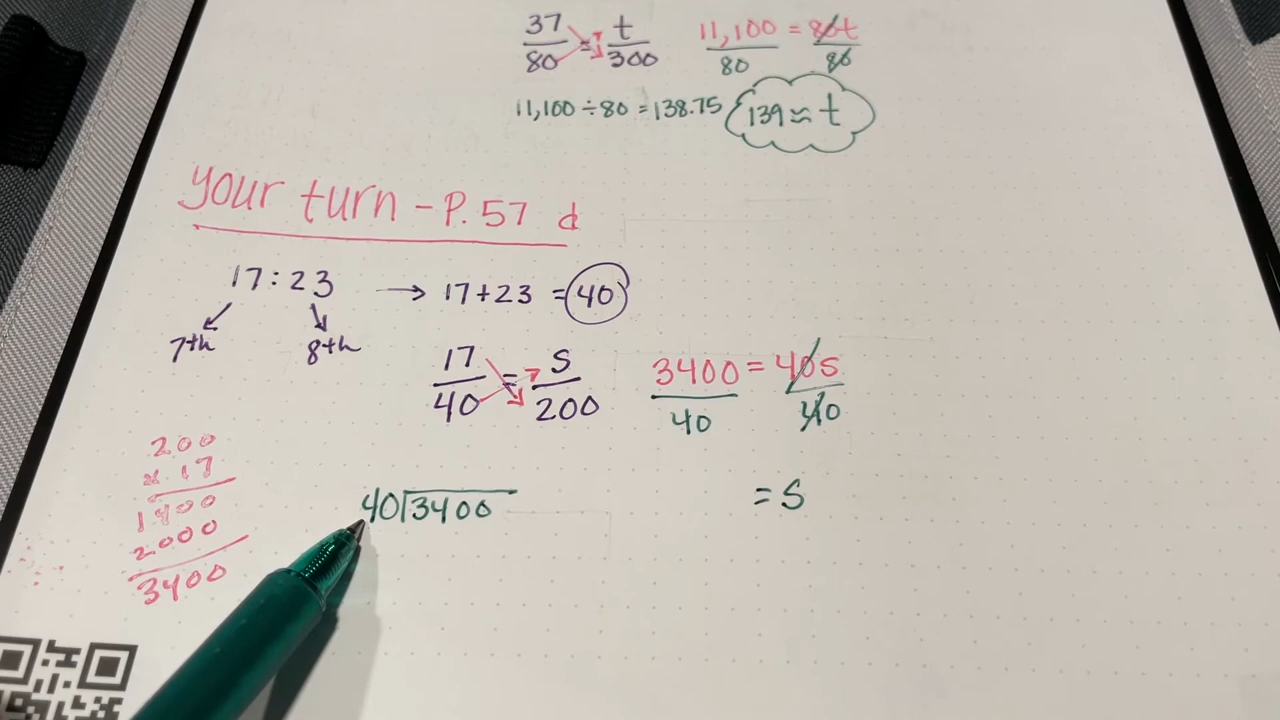 37/80 = t/300
11,100/80 = 80t/80
11,100 ÷ 80 = 138.75
139 ≈ t
your turn - P. 57 d
17 : 23 → 17 + 23 = 40
7th 8th
17/40 = s/200
3400/40 = 40s/40
200
x 17
1400
2000
3400
40)3400
= s